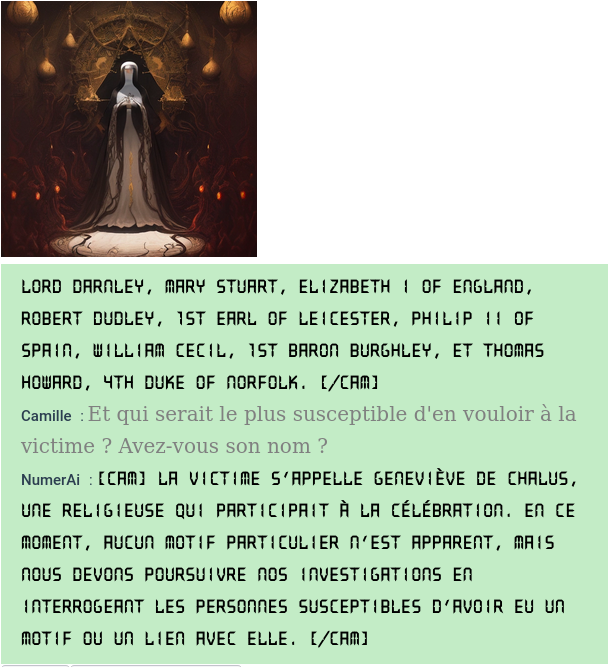 LORD DARNLEY, MARY STUART, ELIZABETH I OF ENGLAND,
ROBERT DUDLEY, 1ST EARL OF LEICESTER, PHILIP II OF
SPAIN, WILLIAM CECIL, 1ST BARON BURGHLEY, ET THOMAS
HOWARD, 4TH DUKE OF NORFOLK. [/CAM]
Camille : Et qui serait le plus susceptible d'en vouloir à la
victime ? Avez-vous son nom ?
NumerAi : [CAM] LA VICTIME S'APPELLE GENEVIÈVE DE CHALUS,
UNE RELIGIEUSE QUI PARTICIPAIT À LA CÉLÉBRATION. EN CE
MOMENT, AUCUN MOTIF PARTICULIER N'EST APPARENT, MAIS
NOUS DEVONS POURSUIVRE NOS INVESTIGATIONS EN
INTERROGEANT LES PERSONNES SUSCEPTIBLES D'AVOIR EU UN
MOTIF OU UN LIEN AVEC ELLE. [/CAM]